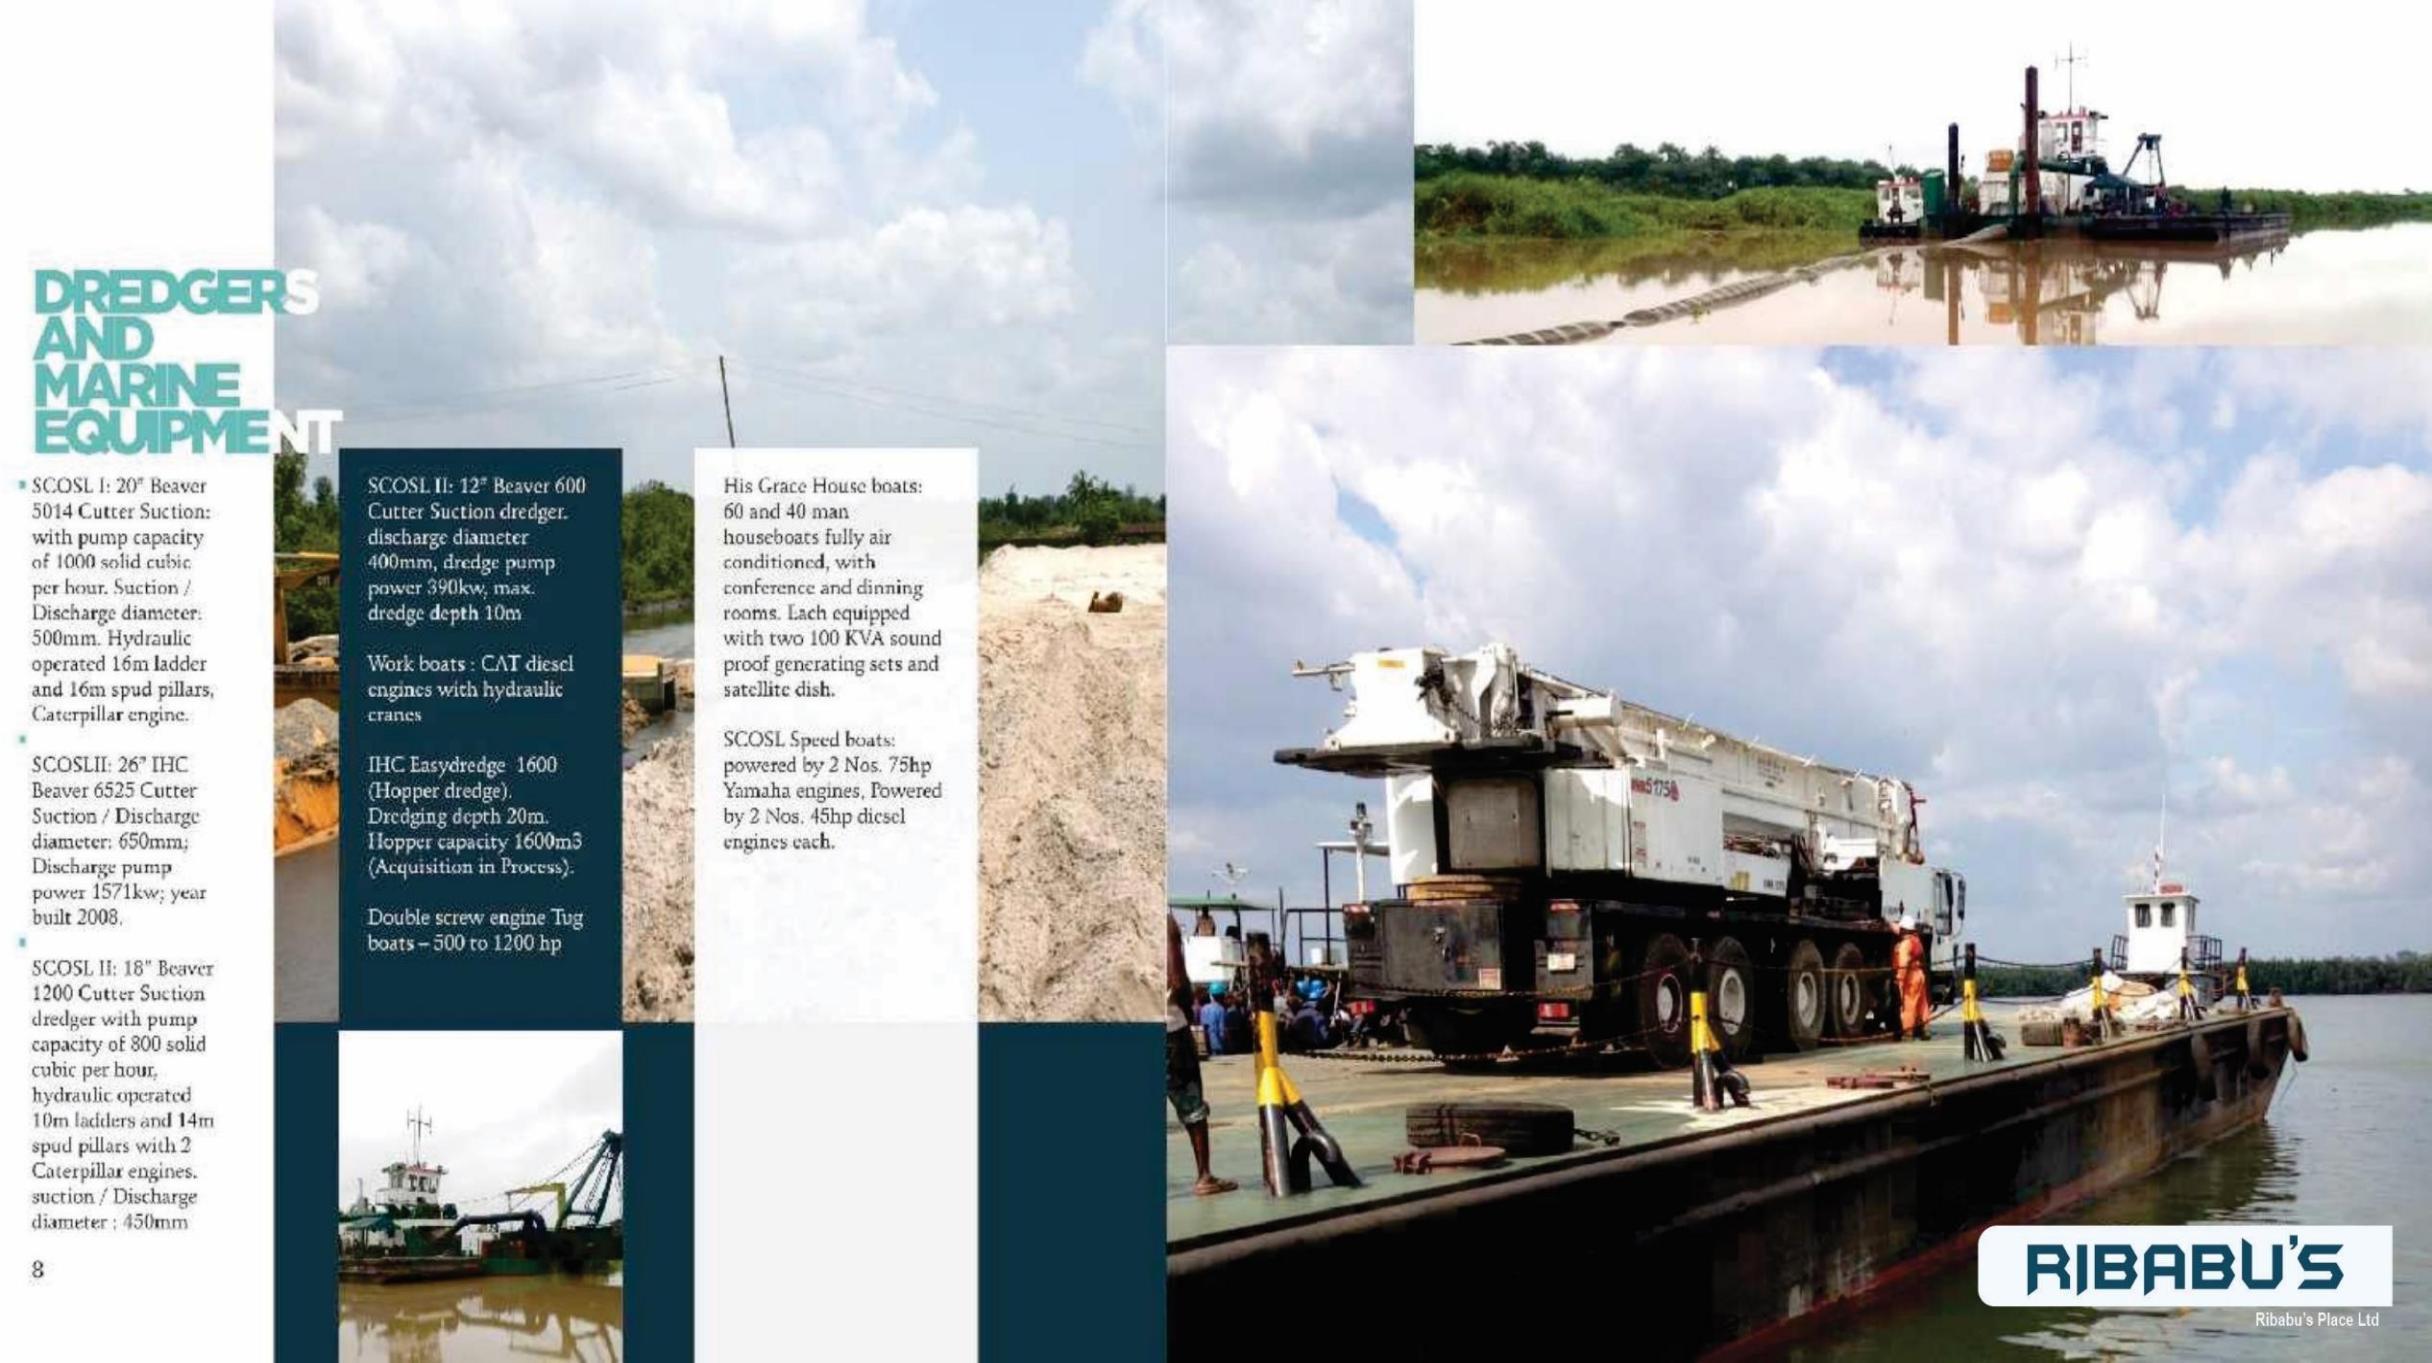 DREDGERS
AND
MARINE
EQUIPMENT
SCOSL I: 20" Beaver
5014 Cutter Suction:
with pump capacity
of 1000 solid cubic
per hour. Suction /
Discharge diameter:
500mm. Hydraulic
operated 16m ladder
and 16m spud pillars,
Caterpillar engine.
SCOSLII: 26" IHC
Beaver 6525 Cutter
Suction / Discharge
diameter: 650mm;
Discharge pump
power 1571kw; year
built 2008.
SCOSL II: 18" Beaver
1200 Cutter Suction
dredger with pump
capacity of 800 solid
cubic per hour,
hydraulic operated
10m ladders and 14m
spud pillars with 2
Caterpillar engines.
suction / Discharge
diameter : 450mm
8
SCOSL II: 12" Beaver 600
Cutter Suction dredger.
discharge diameter
400mm, dredge pump
power 390kw, max.
dredge depth 10m
Work boats : CAT diesel
engines with hydraulic
cranes
IHC Easydredge 1600
(Hopper dredge).
Dredging depth 20m.
Hopper capacity 1600m3
(Acquisition in Process).
Double screw engine Tug
boats – 500 to 1200 hp
His Grace House boats:
60 and 40 man
houseboats fully air
conditioned, with
conference and dinning
rooms. Each equipped
with two 100 KVA sound
proof generating sets and
satellite dish.
SCOSL Speed boats:
powered by 2 Nos. 75hp
Yamaha engines, Powered
by 2 Nos. 45hp diesel
engines each.
5175
RIBABU'S
Ribabu's Place Ltd